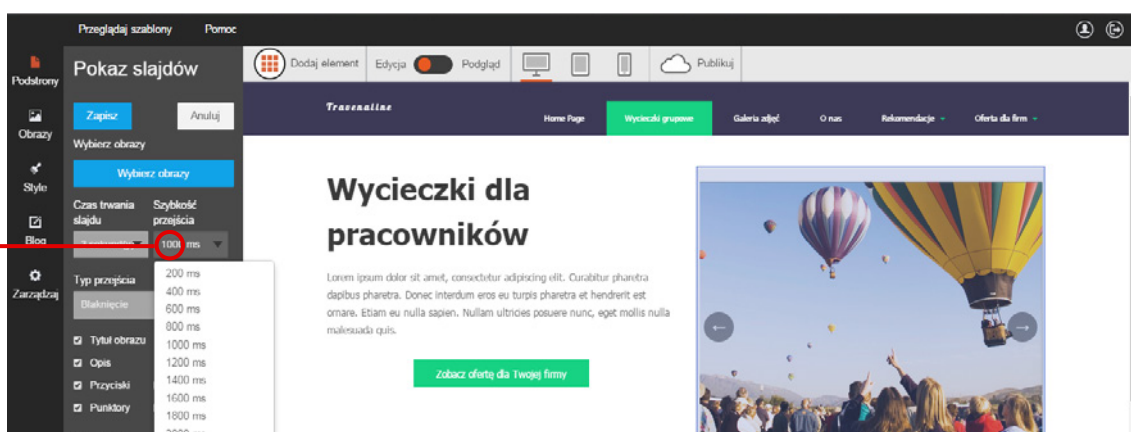 Przeglądaj szablony Pomoc
Podstrony
Obrazy
Style
Blog
Zarządzaj
Pokaz slajdów
Zapisz Anuluj
Wybierz obrazy
Wybierz obrazy
Czas trwania slajdu
Szybkość przejścia
1000 ms
200 ms
400 ms
600 ms
800 ms
1000 ms
1200 ms
1400 ms
1600 ms
1800 ms
2000 ms
Typ przejścia
Blaknięcie
Tytuł obrazu
Opis
Przyciski
Punktory
Dodaj element Edycja Podgląd Publikuj
Travenaline
Home Page Wycieczki grupowe Galeria zdjęć O nas Rekomendacje Oferta dla firm
Wycieczki dla
pracowników
Lorem ipsum dolor sit amet, consectetur adipiscing elit. Curabitur pharetra
dapibus pharetra. Donec interdum eros eu turpis pharetra et hendrerit est
ornare. Etiam eu nulla sapien. Nullam ultricies posuere nunc, eget mollis nulla
malesuada quis.
Zobacz ofertę dla Twojej firmy